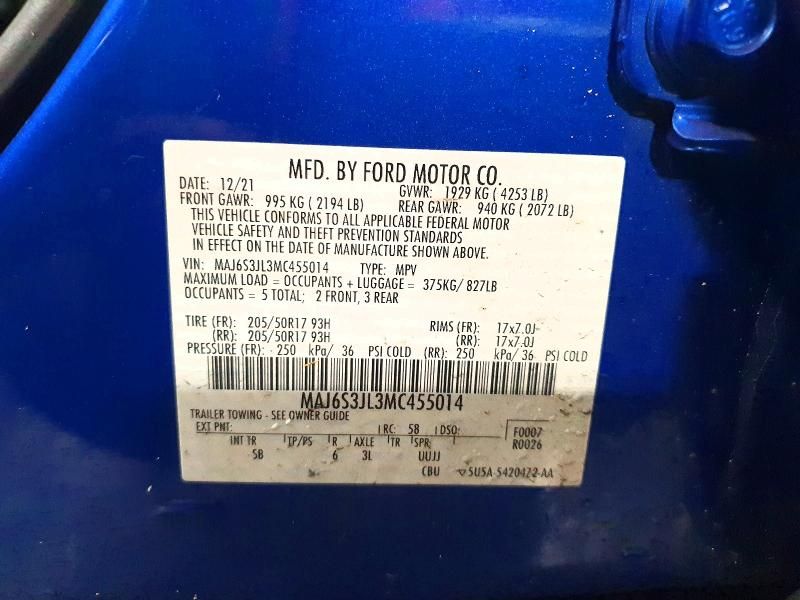 MFD. BY FORD MOTOR CO.
DATE: 12/21 GVWR: 1929 KG ( 4253 LB)
FRONT GAWR: 995 KG ( 2194 LB) REAR GAWR: 940 KG ( 2072 LB)
THIS VEHICLE CONFORMS TO ALL APPLICABLE FEDERAL MOTOR
VEHICLE SAFETY AND THEFT PREVENTION STANDARDS
IN EFFECT ON THE DATE OF MANUFACTURE SHOWN ABOVE.
VIN: MAJ6S3JL3MC455014 TYPE: MPV
MAXIMUM LOAD = OCCUPANTS + LUGGAGE = 375KG/ 827LB
OCCUPANTS = 5 TOTAL; 2 FRONT, 3 REAR
TIRE (FR): 205/50R17 93H RIMS (FR): 17x7.0J
(RR): 205/50R17 93H (RR): 17x7.0J
PRESSURE (FR): 250 kPa/ 36 PSI COLD (RR): 250 kPa/ 36 PSI COLD
MAJ6S3JL3MC455014
TRAILER TOWING - SEE OWNER GUIDE
EXT PNT: RC: 58 DSO: F0007
INT TR TP/PS R AXLE TR SPR R0026
SB 6 3L UUJJ
CBU 5U5A-5420472-AA